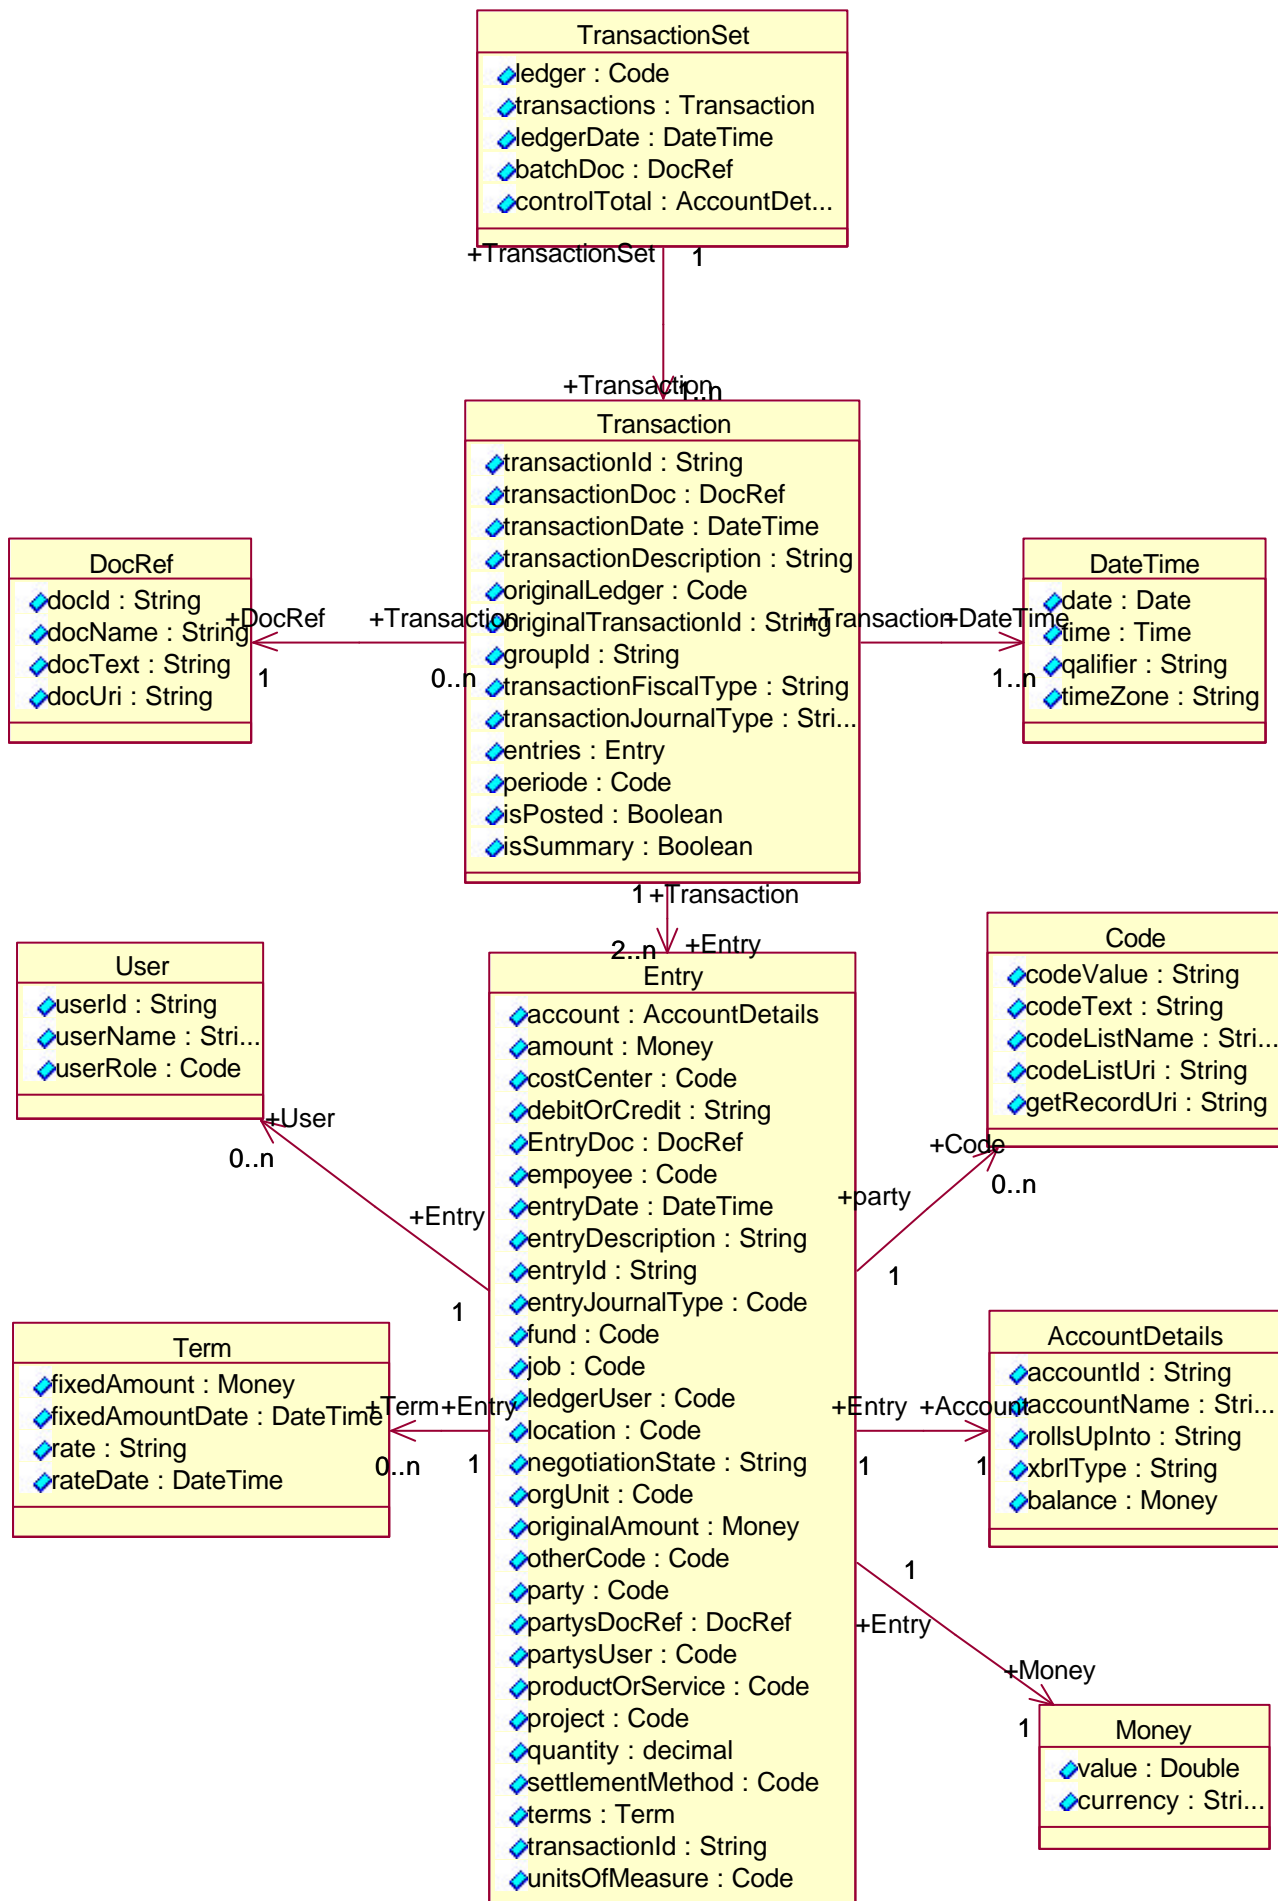 TransactionSet
ledger : Code
transactions : Transaction
ledgerDate : DateTime
batchDoc : DocRef
controlTotal : AccountDet...
+TransactionSet
1
+Transaction
1..n
Transaction
transactionId : String
transactionDoc : DocRef
transactionDate : DateTime
transactionDescription : String
originalLedger : Code
originalTransactionId : String
groupId : String
transactionFiscalType : String
transactionJournalType : Stri...
entries : Entry
periode : Code
isPosted : Boolean
isSummary : Boolean
DocRef
docId : String
docName : String
docText : String
docUri : String
+DocRef
1
+Transaction
0..n
+Transaction
+DateTime
1..n
DateTime
date : Date
time : Time
qalifier : String
timeZone : String
1
+Transaction
2..n
+Entry
User
userId : String
userName : Stri...
userRole : Code
+User
0..n
+Entry
1
Entry
account : AccountDetails
amount : Money
costCenter : Code
debitOrCredit : String
EntryDoc : DocRef
empoyee : Code
entryDate : DateTime
entryDescription : String
entryId : String
entryJournalType : Code
fund : Code
job : Code
ledgerUser : Code
location : Code
negotiationState : String
orgUnit : Code
originalAmount : Money
otherCode : Code
party : Code
partysDocRef : DocRef
partysUser : Code
productOrService : Code
project : Code
quantity : decimal
settlementMethod : Code
terms : Term
transactionId : String
unitsOfMeasure : Code
Code
codeValue : String
codeText : String
codeListName : Stri...
codeListUri : String
getRecordUri : String
+Code
0..n
+party
1
Term
fixedAmount : Money
fixedAmountDate : DateTime
rate : String
rateDate : DateTime
+Term
0..n
+Entry
1
AccountDetails
accountId : String
accountName : Stri...
rollsUpInto : String
xbrlType : String
balance : Money
+Entry
1
+Account
1
1
+Entry
+Money
1
Money
value : Double
currency : Stri...